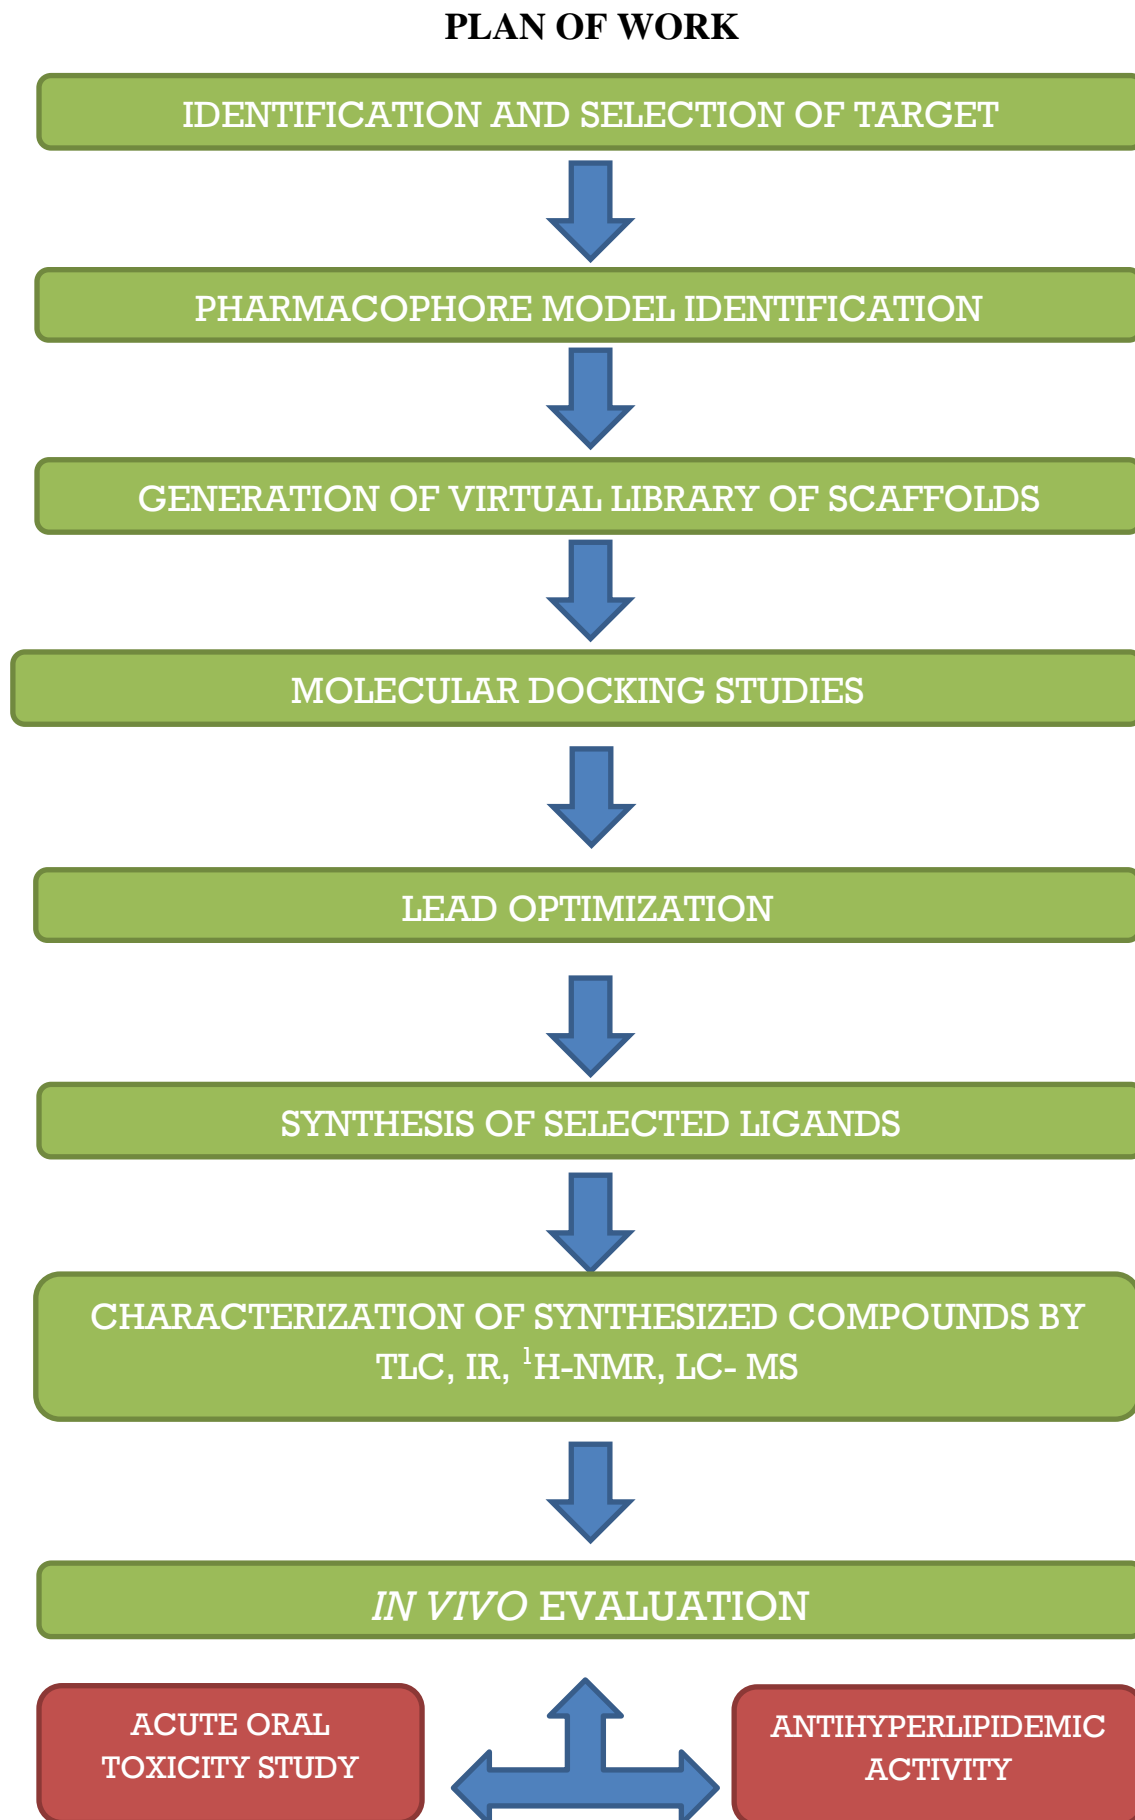 PLAN OF WORK
IDENTIFICATION AND SELECTION OF TARGET
PHARMACOPHORE MODEL IDENTIFICATION
GENERATION OF VIRTUAL LIBRARY OF SCAFFOLDS
MOLECULAR DOCKING STUDIES
LEAD OPTIMIZATION
SYNTHESIS OF SELECTED LIGANDS
CHARACTERIZATION OF SYNTHESIZED COMPOUNDS BY
TLC, IR, ¹H-NMR, LC- MS
IN VIVO EVALUATION
ACUTE ORAL
TOXICITY STUDY
ANTIHYPERLIPIDEMIC
ACTIVITY